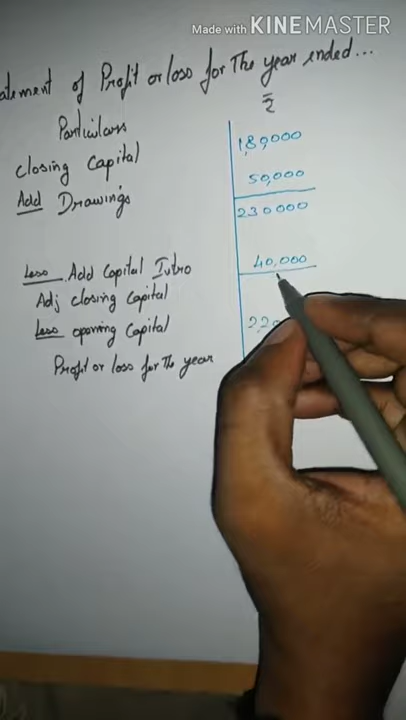 Made with KINEMASTER
atement of Profit or loss for The year ended...
₹
Particulars
Closing Capital 1,89000
Add Drawings 50,000
230000
Less Add Capital Intro 40,000
Adj closing Capital
Less opening Capital 2,20
Profit or loss for The year